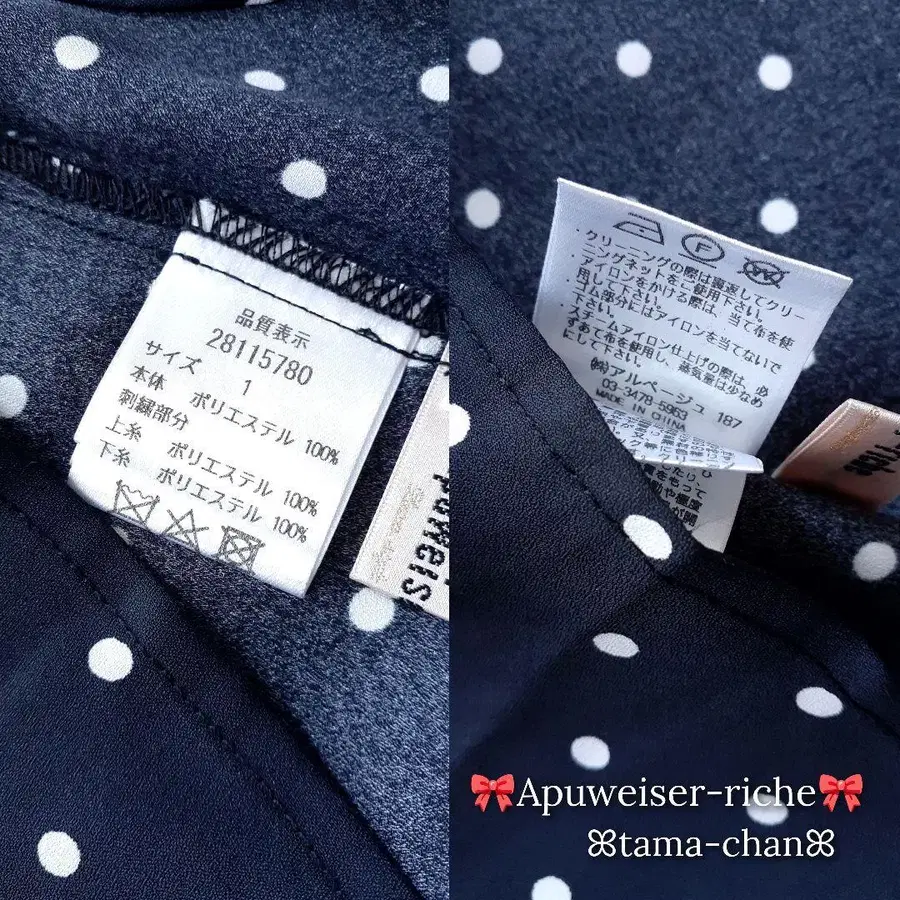 品質表示
28115780
サイズ 1
本体 ポリエステル 100%
刺繍部分
上糸 ポリエステル 100%
下糸 ポリエステル 100%
F
・クリーニングの際は裏返してクリー
ニングネットをご使用下さい。
・アイロンをかける際は、当て布を使
用して下さい。
・ゴム部分にはアイロンを当てないで
下さい。
スチームアイロン仕上げの際は、必
ずあて布を使用し、蒸気量は少なめ
にして下さい。
㈱アルページュ 187
03-3478-5963
MADE IN CHINA
Apuweiser-riche
tama-chan